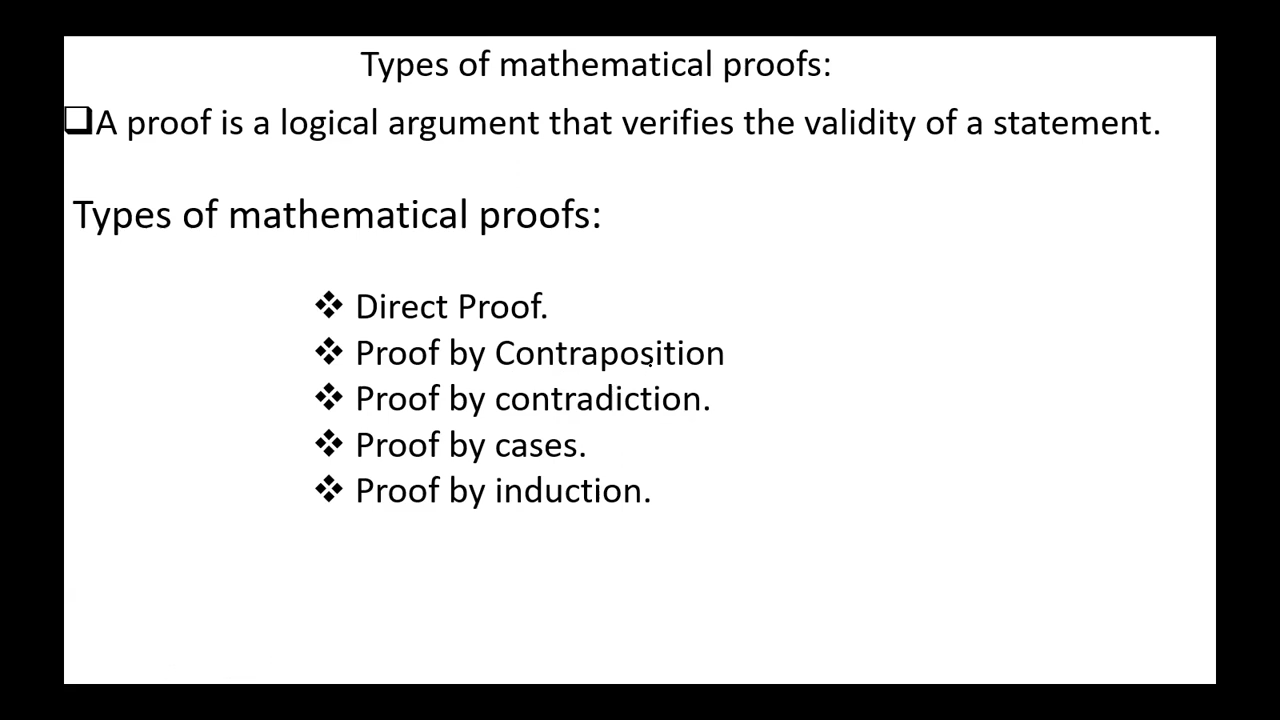 Types of mathematical proofs:
❑A proof is a logical argument that verifies the validity of a statement.
Types of mathematical proofs:
❖ Direct Proof.
❖ Proof by Contraposition
❖ Proof by contradiction.
❖ Proof by cases.
❖ Proof by induction.